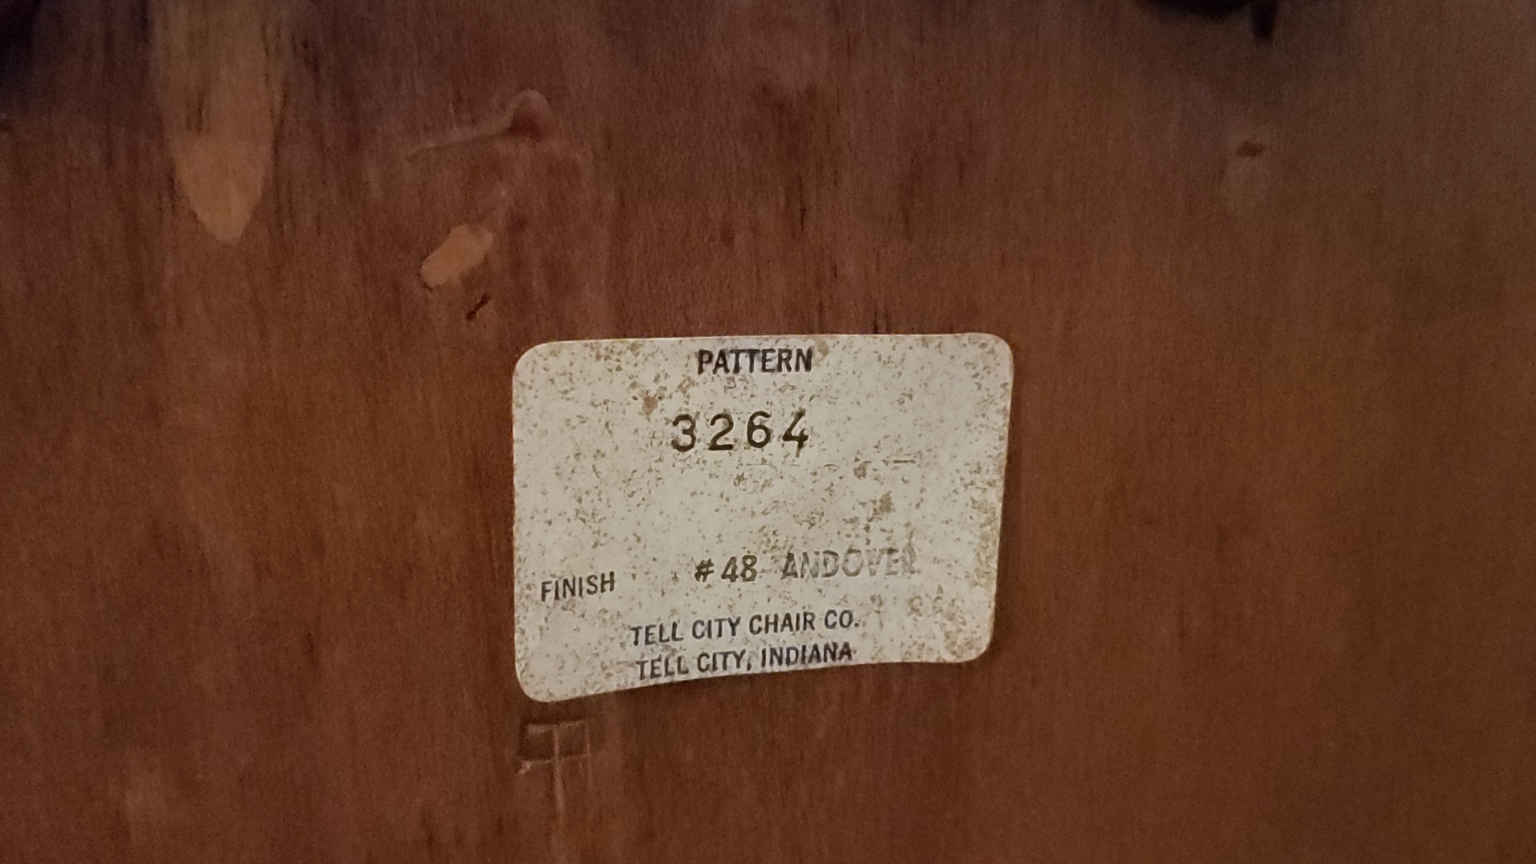 PATTERN
3264
FINISH #48 ANDOVER
TELL CITY CHAIR CO.
TELL CITY, INDIANA